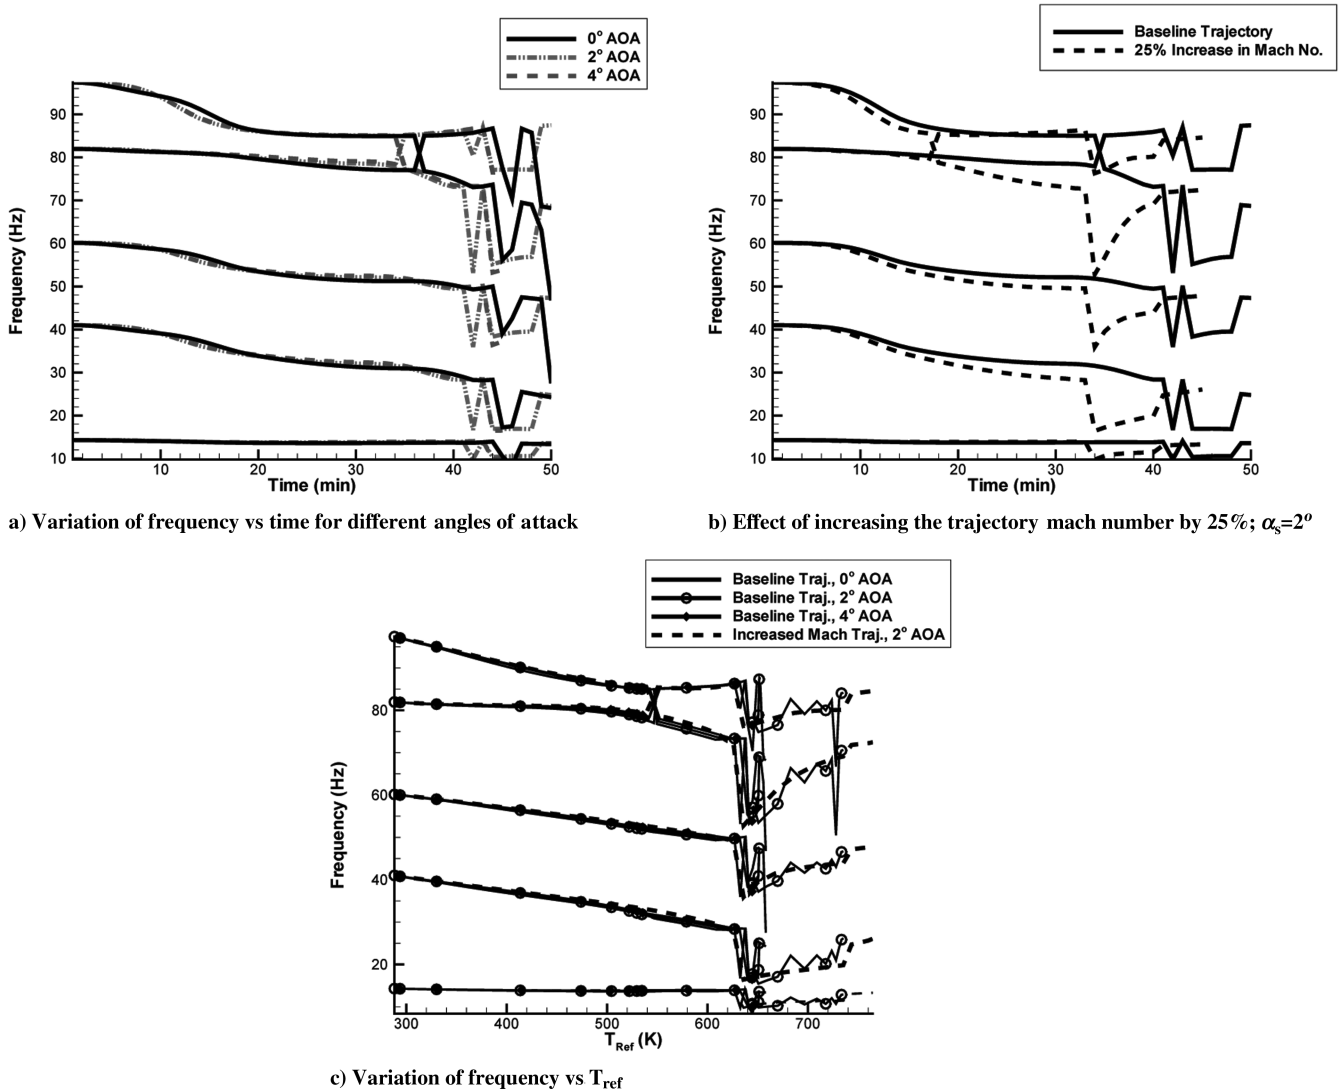 0° AOA
2° AOA
4° AOA
90
80
70
60
50
40
30
20
10
Frequency (Hz)
10 20 30 40 50
Time (min)
a) Variation of frequency vs time for different angles of attack
Baseline Trajectory
25% Increase in Mach No.
90
80
70
60
50
40
30
20
10
Frequency (Hz)
10 20 30 40 50
Time (min)
b) Effect of increasing the trajectory mach number by 25%; αs=2°
Baseline Traj., 0° AOA
Baseline Traj., 2° AOA
Baseline Traj., 4° AOA
Increased Mach Traj., 2° AOA
80
60
40
20
Frequency (Hz)
300 400 500 600 700
TRef (K)
c) Variation of frequency vs Tref